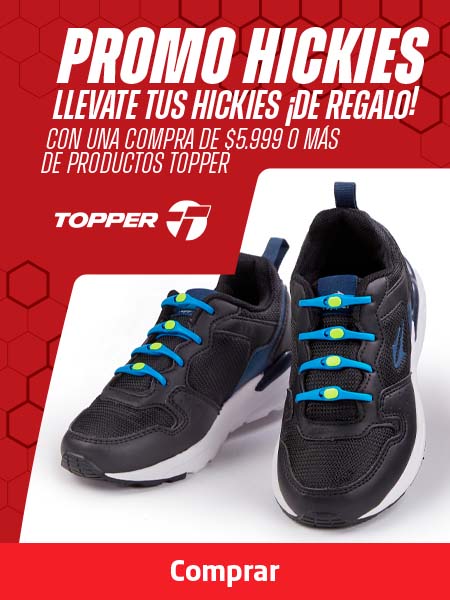 PROMO HICKIES
LLEVATE TUS HICKIES ¡DE REGALO!
CON UNA COMPRA DE $5.999 O MÁS
DE PRODUCTOS TOPPER
TOPPER
Comprar